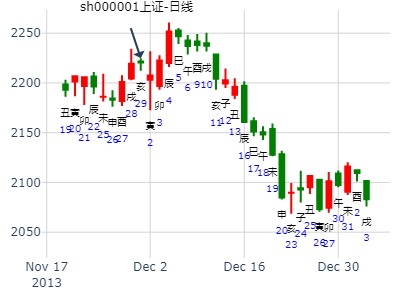 sh000001上证-日线
2250
2200
2150
2100
2050
丑
19
寅
20
卯
21
辰
22
未
25
申
26
酉
27
戌
28
亥
29
寅
2
卯
3
辰
4
巳
5
午
6
酉
9
戌
10
亥
11
子
12
丑
13
辰
16
巳
17
午
18
未
19
申
20
亥
23
子
24
丑
25
寅
26
卯
27
午
30
未
31
酉
2
戌
3
Nov 17
2013
Dec 2
Dec 16
Dec 30